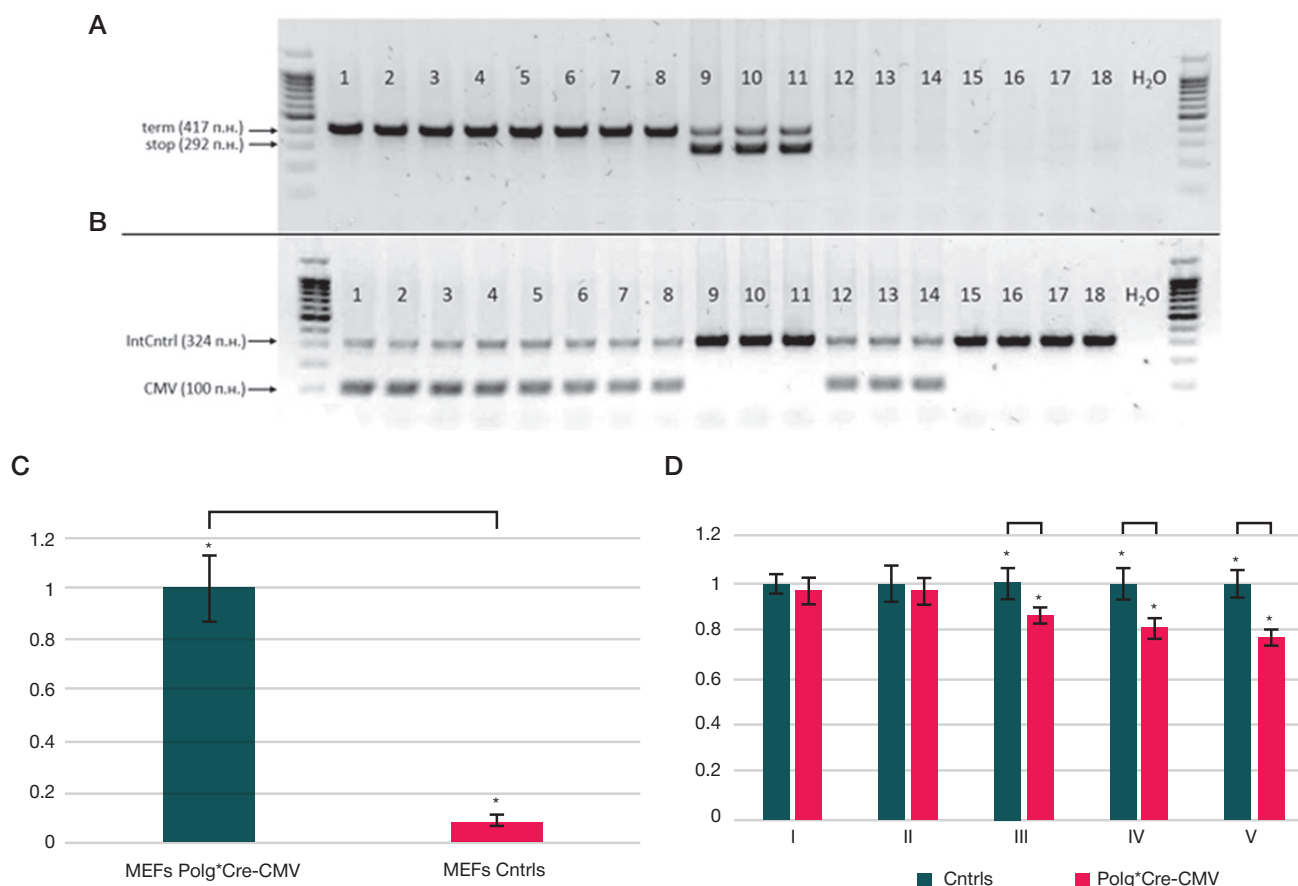 A
1 2 3 4 5 6 7 8 9 10 11 12 13 14 15 16 17 18 H₂O
term (417 п.н.)
stop (292 п.н.)
B
1 2 3 4 5 6 7 8 9 10 11 12 13 14 15 16 17 18 H₂O
IntCntrl (324 п.н.)
CMV (100 п.н.)
C
1.2
*
1
0.8
0.6
0.4
0.2
*
0
MEFs Polg*Cre-CMV MEFs Cntrls
D
1.2
* * *
1
* * *
0.8
0.6
0.4
0.2
0
I II III IV V
Cntrls Polg*Cre-CMV